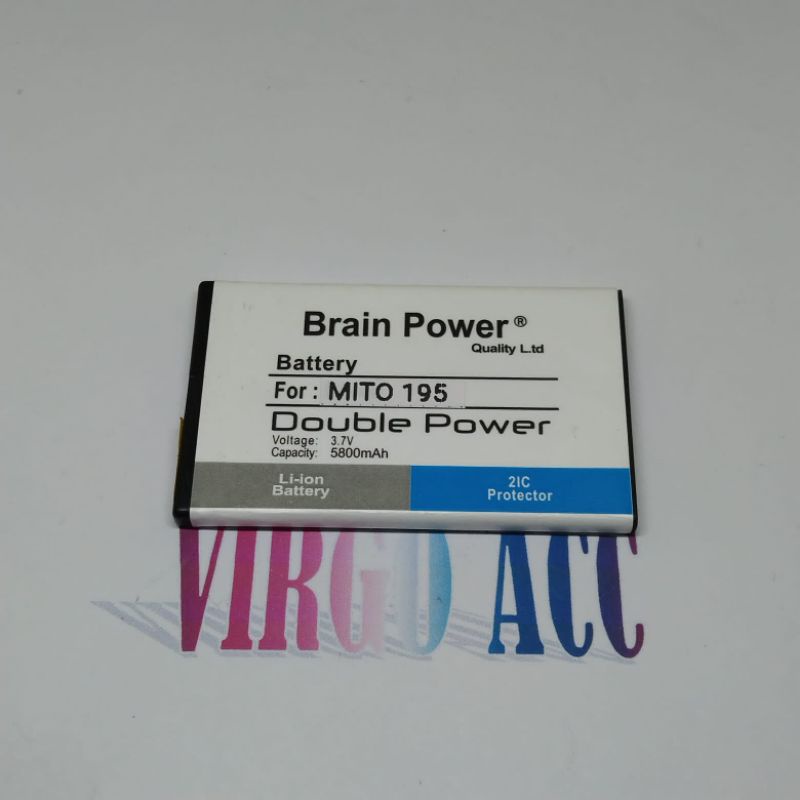 Brain Power ®
Quality L.td
Battery
For : MITO 195
Double Power
Voltage: 3.7V
Capacity: 5800mAh
Li-ion
Battery
2IC
Protector
VIRGO ACC